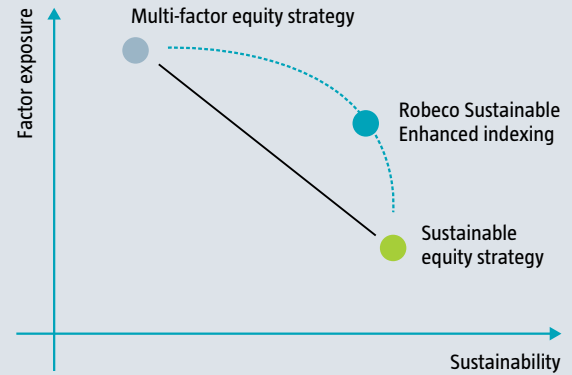 Multi-factor equity strategy
Factor exposure
Robeco Sustainable
Enhanced indexing
Sustainable
equity strategy
Sustainability